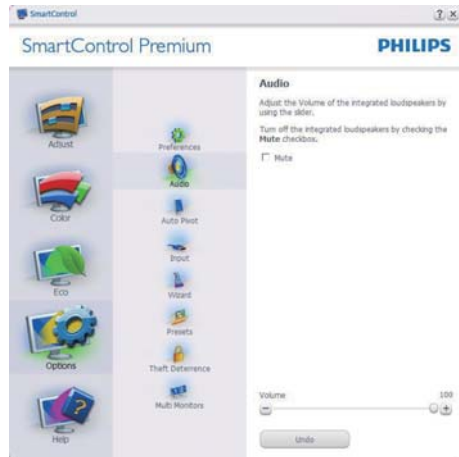 SmartControl
SmartControl Premium
PHILIPS
Adjust
Color
Eco
Options
Help
Preferences
Audio
Auto Pivot
Input
Wizard
Presets
Theft Deterrence
Multi Monitors
Audio
Adjust the Volume of the integrated loudspeakers by
using the slider.
Turn off the integrated loudspeakers by checking the
Mute checkbox.
Mute
Volume 100
Undo